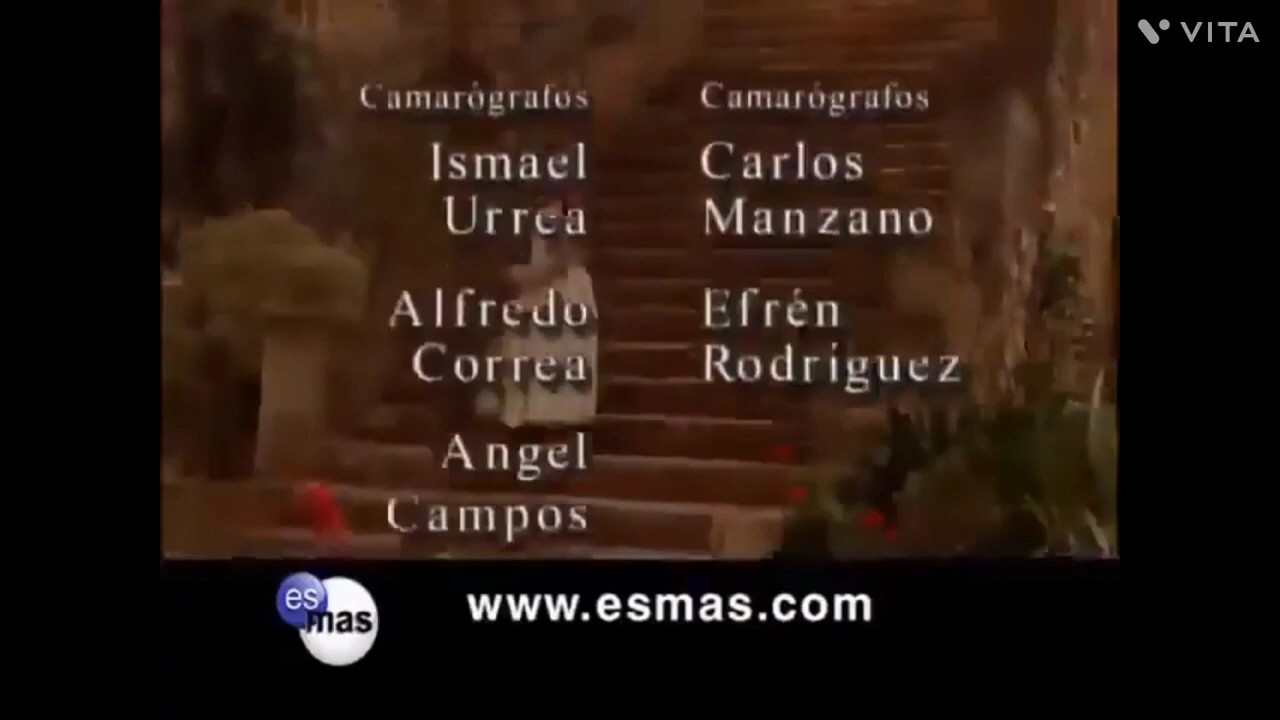 VITA
Camarógrafos
Ismael
Urrea
Alfredo
Correa
Angel
Campos
Camarógrafos
Carlos
Manzano
Efrén
Rodríguez
es
mas
www.esmas.com